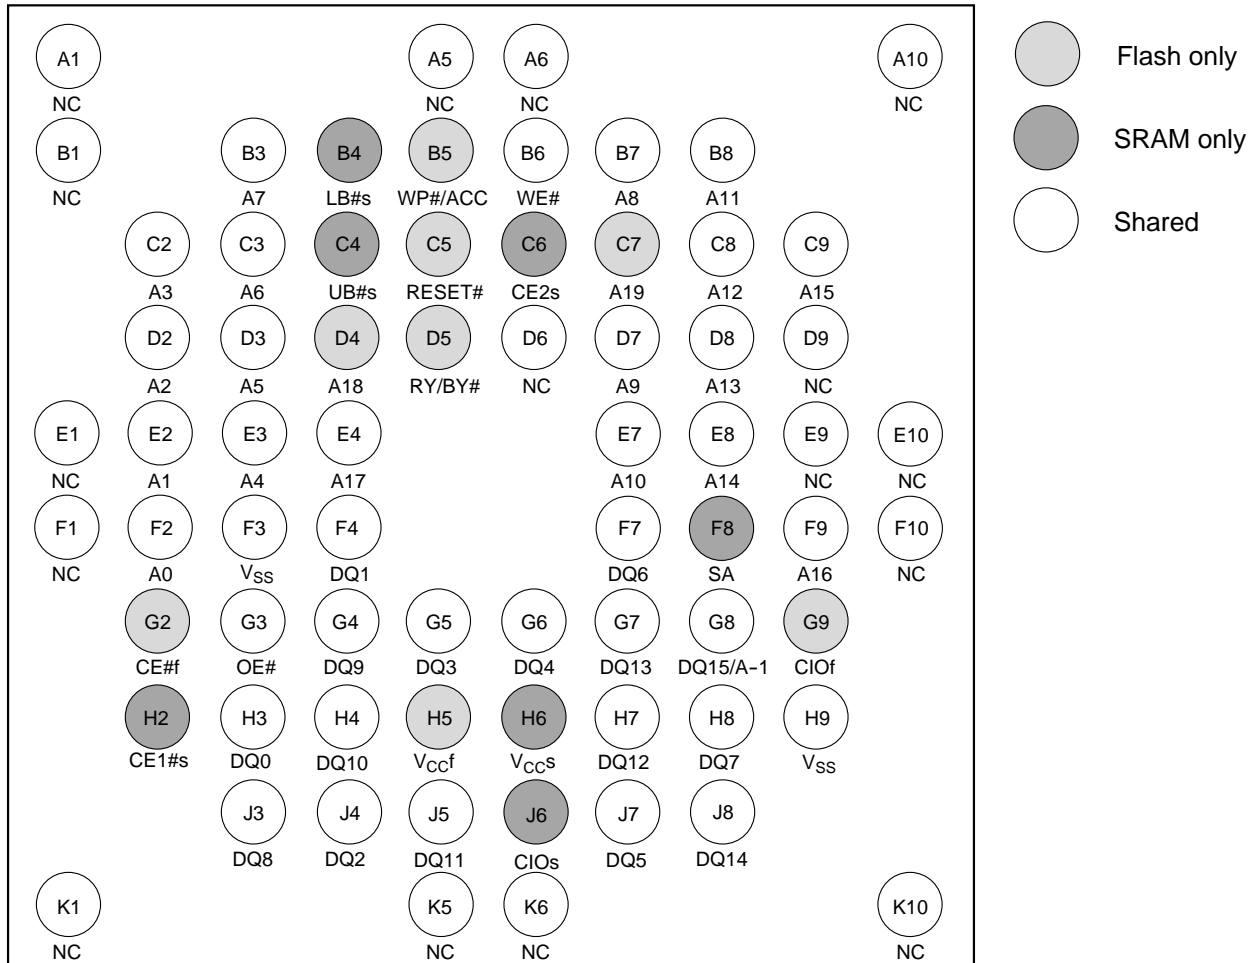 A1 A5 A6 A10 Flash only
NC NC NC NC
B1 B3 B4 B5 B6 B7 B8 SRAM only
NC A7 LB#s WP#/ACC WE# A8 A11
C2 C3 C4 C5 C6 C7 C8 C9 Shared
A3 A6 UB#s RESET# CE2s A19 A12 A15
D2 D3 D4 D5 D6 D7 D8 D9
A2 A5 A18 RY/BY# NC A9 A13 NC
E1 E2 E3 E4 E7 E8 E9 E10
NC A1 A4 A17 A10 A14 NC NC
F1 F2 F3 F4 F7 F8 F9 F10
NC A0 VSS DQ1 DQ6 SA A16 NC
G2 G3 G4 G5 G6 G7 G8 G9
CE#f OE# DQ9 DQ3 DQ4 DQ13 DQ15/A-1 CIOf
H2 H3 H4 H5 H6 H7 H8 H9
CE1#s DQ0 DQ10 VCCf VCCs DQ12 DQ7 VSS
J3 J4 J5 J6 J7 J8
DQ8 DQ2 DQ11 CIOs DQ5 DQ14
K1 K5 K6 K10
NC NC NC NC